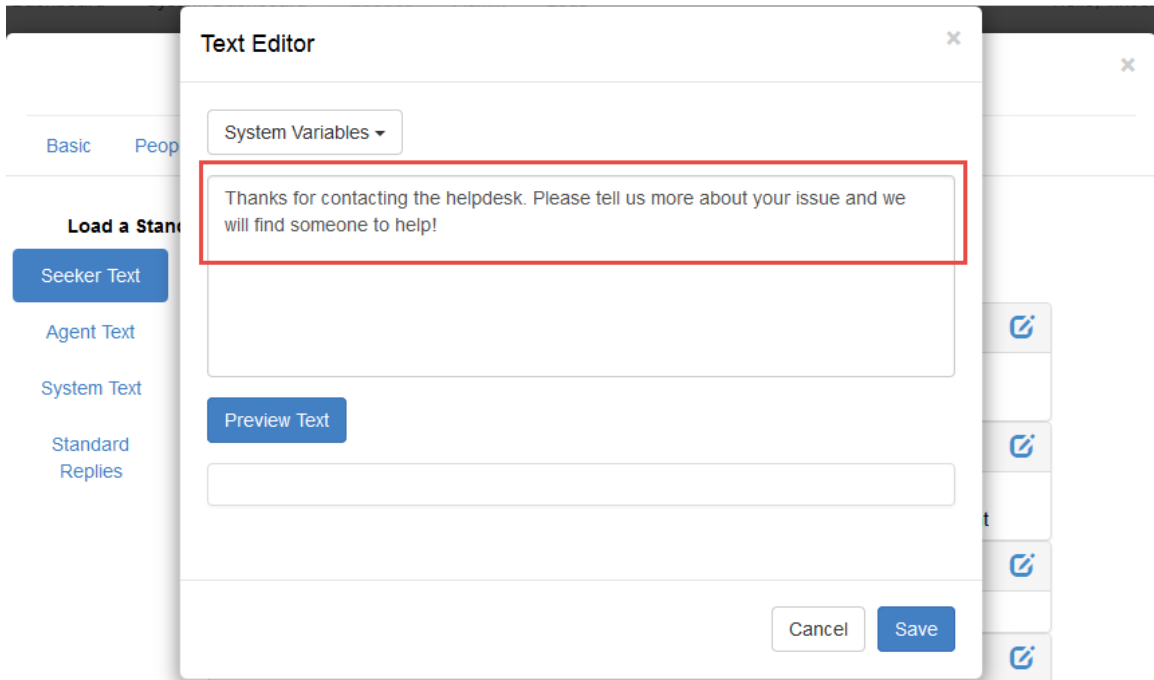 Text Editor
×
×
System Variables
Basic
Thanks for contacting the helpdesk. Please tell us more about your issue and we
will find someone to help!
Load a
Seeker Text
Agent Text
System Text
Preview Text
Standard
Replies
Cancel
Save